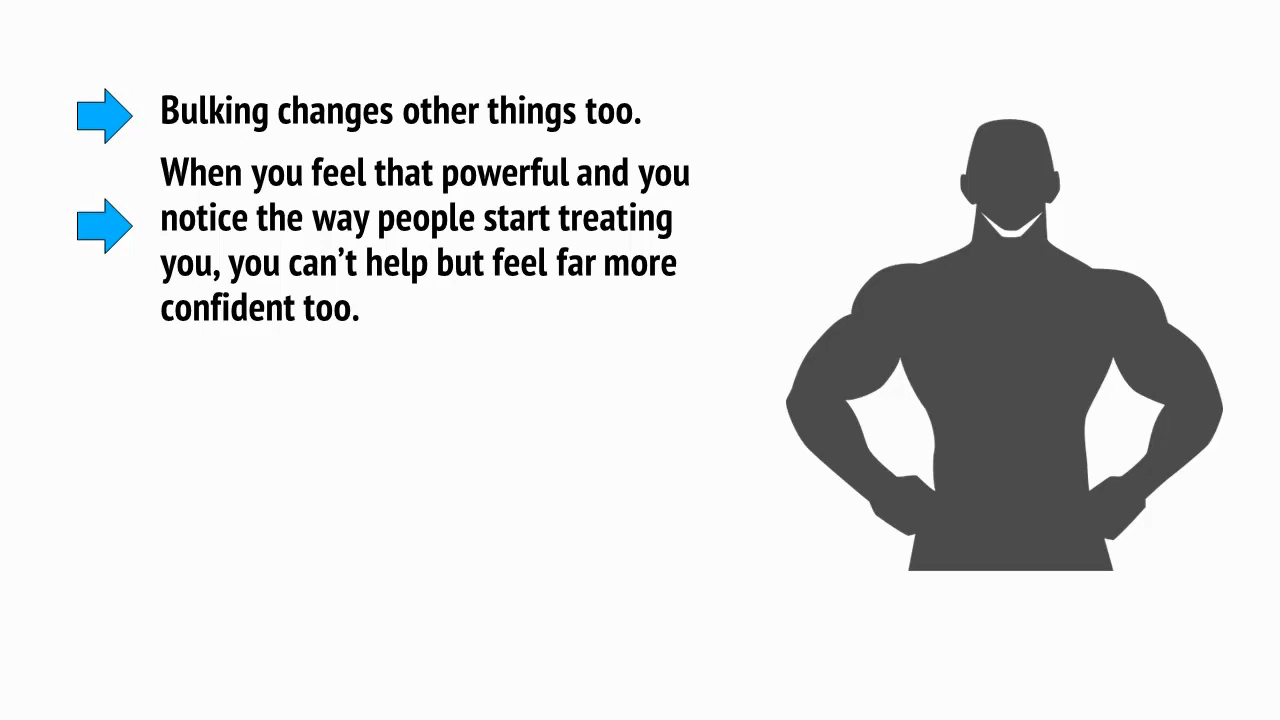 Bulking changes other things too.
When you feel that powerful and you
notice the way people start treating
you, you can’t help but feel far more
confident too.